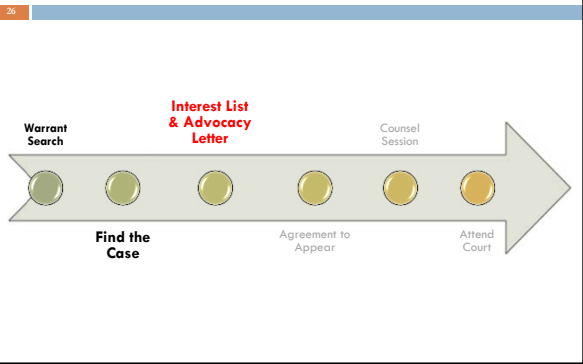 26
Warrant
Search
Find the
Case
Interest List
& Advocacy
Letter
Agreement to
Appear
Counsel
Session
Attend
Court